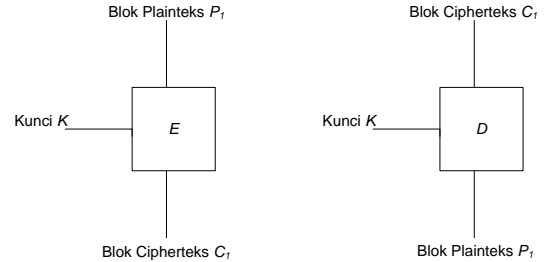 Blok Plainteks P₁
Kunci K
E
Blok Cipherteks C₁
Blok Cipherteks C₁
Kunci K
D
Blok Plainteks P₁